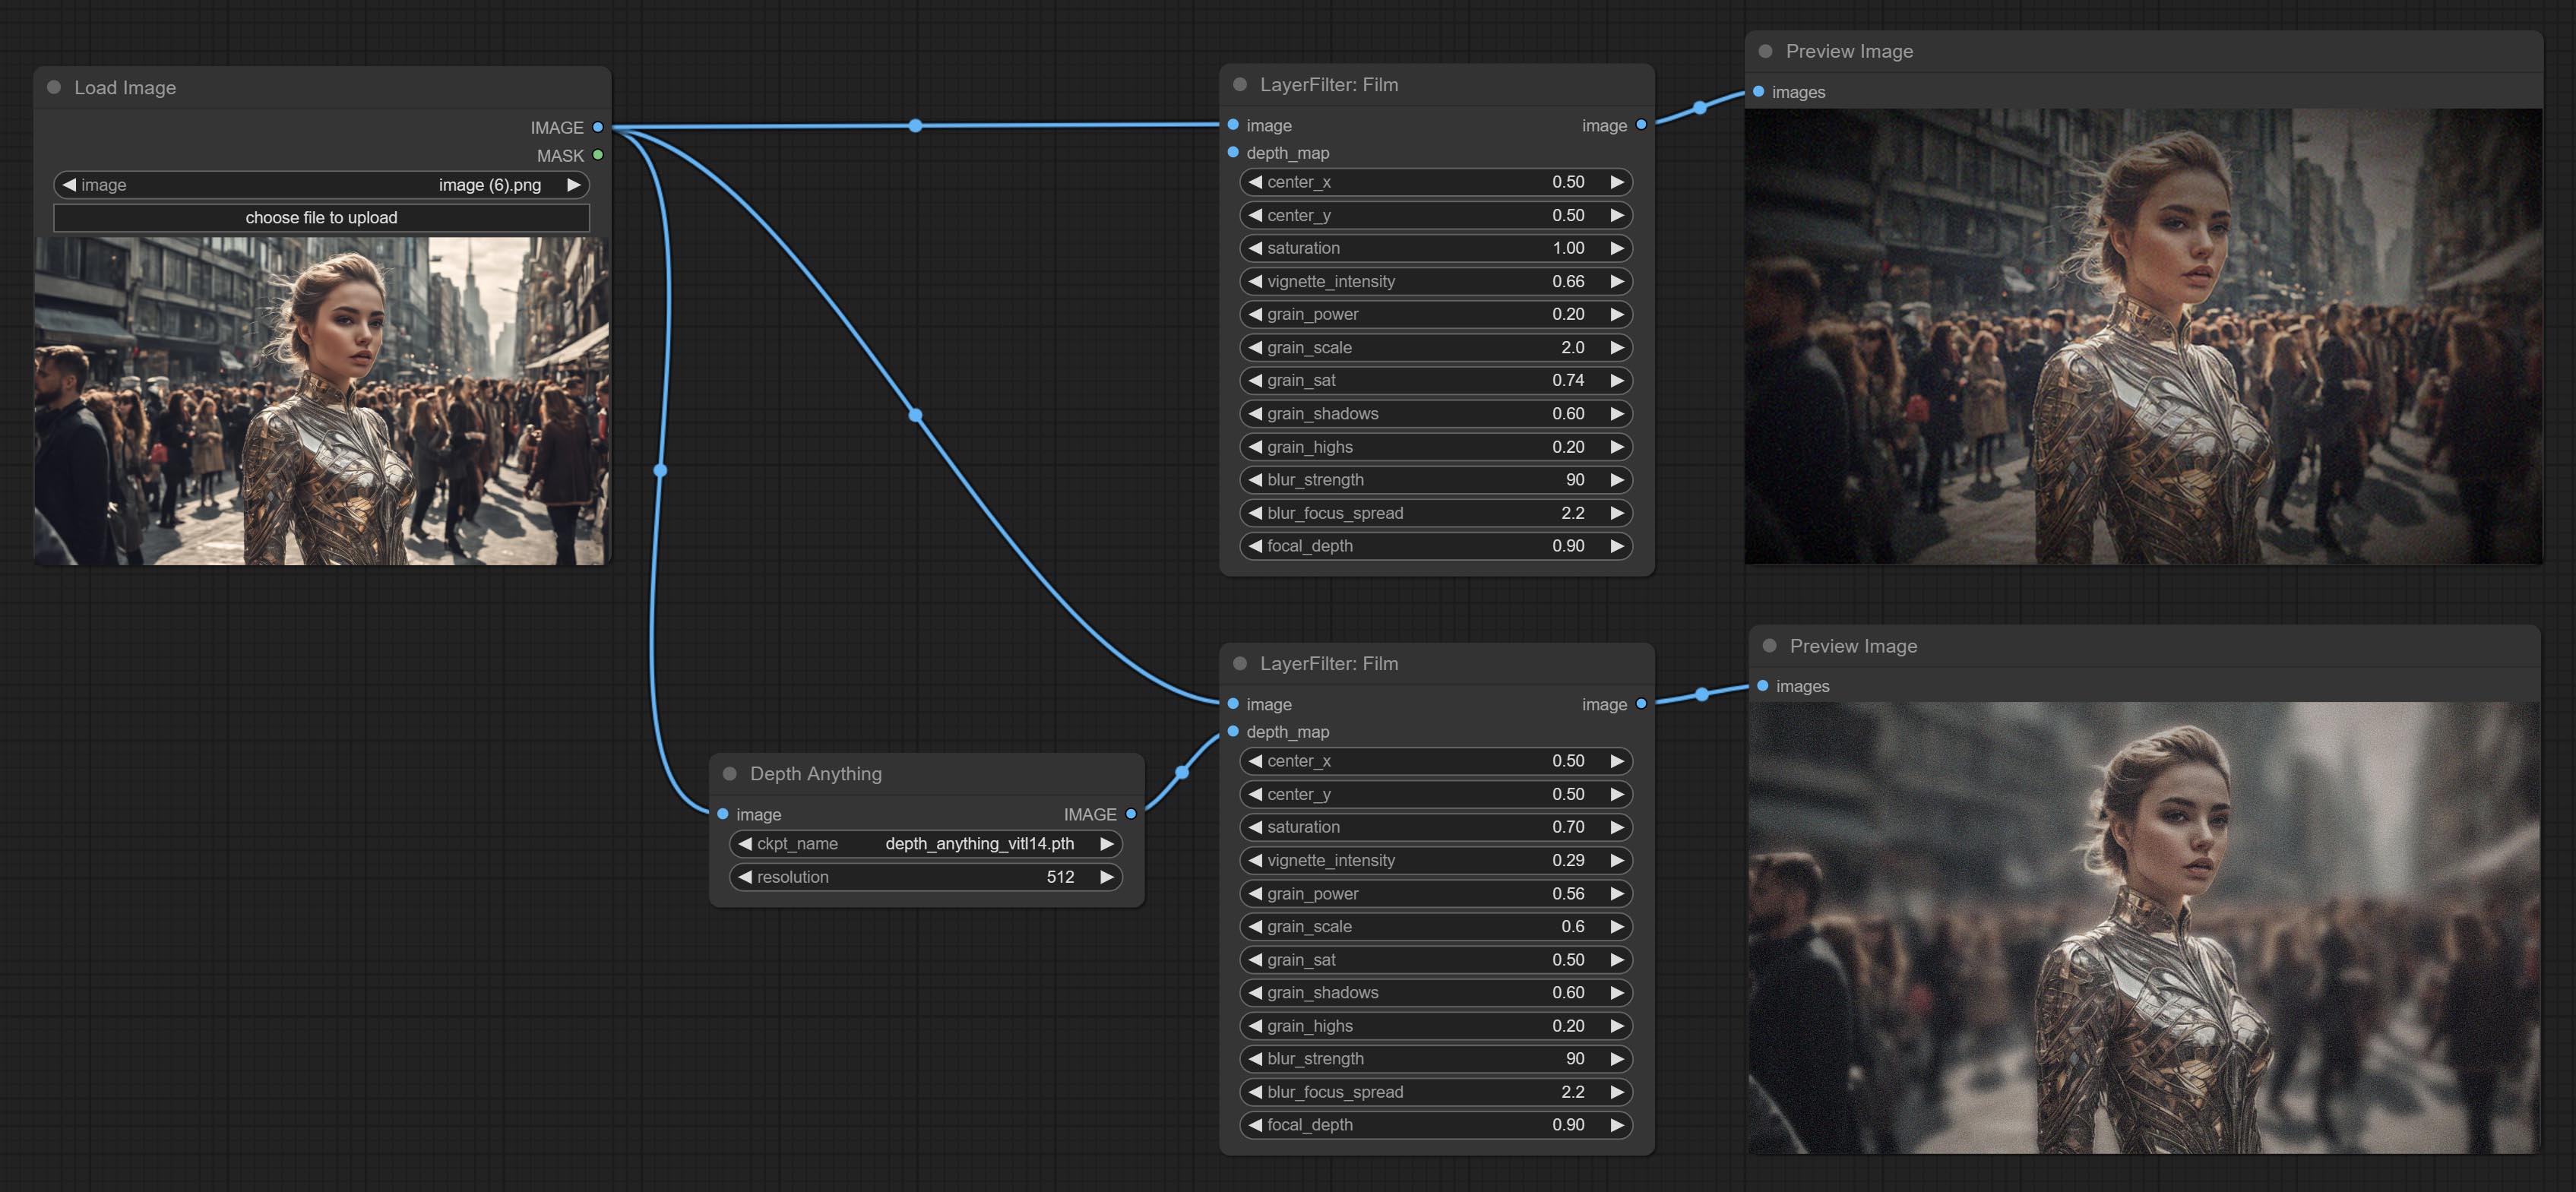 Load Image
IMAGE
MASK
image image (6).png
choose file to upload
LayerFilter: Film
image image
depth_map
center_x 0.50
center_y 0.50
saturation 1.00
vignette_intensity 0.66
grain_power 0.20
grain_scale 2.0
grain_sat 0.74
grain_shadows 0.60
grain_highs 0.20
blur_strength 90
blur_focus_spread 2.2
focal_depth 0.90
Preview Image
images
Depth Anything
image IMAGE
ckpt_name depth_anything_vitl14.pth
resolution 512
LayerFilter: Film
image image
depth_map
center_x 0.50
center_y 0.50
saturation 0.70
vignette_intensity 0.29
grain_power 0.56
grain_scale 0.6
grain_sat 0.50
grain_shadows 0.60
grain_highs 0.20
blur_strength 90
blur_focus_spread 2.2
focal_depth 0.90
Preview Image
images